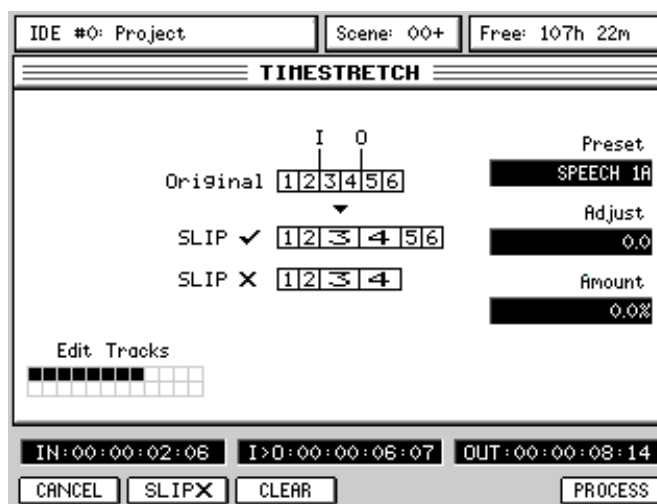 IDE #0: Project Scene: 00+ Free: 107h 22m
TIMESTRETCH
I O
Original 1 2 3 4 5 6
SLIP ✓ 1 2 3 4 5 6
SLIP X 1 2 3 4
Preset
SPEECH 1A
Adjust
0.0
Amount
0.0%
Edit Tracks
IN:00:00:02:06 I>O:00:00:06:07 OUT:00:00:08:14
CANCEL SLIPX CLEAR PROCESS